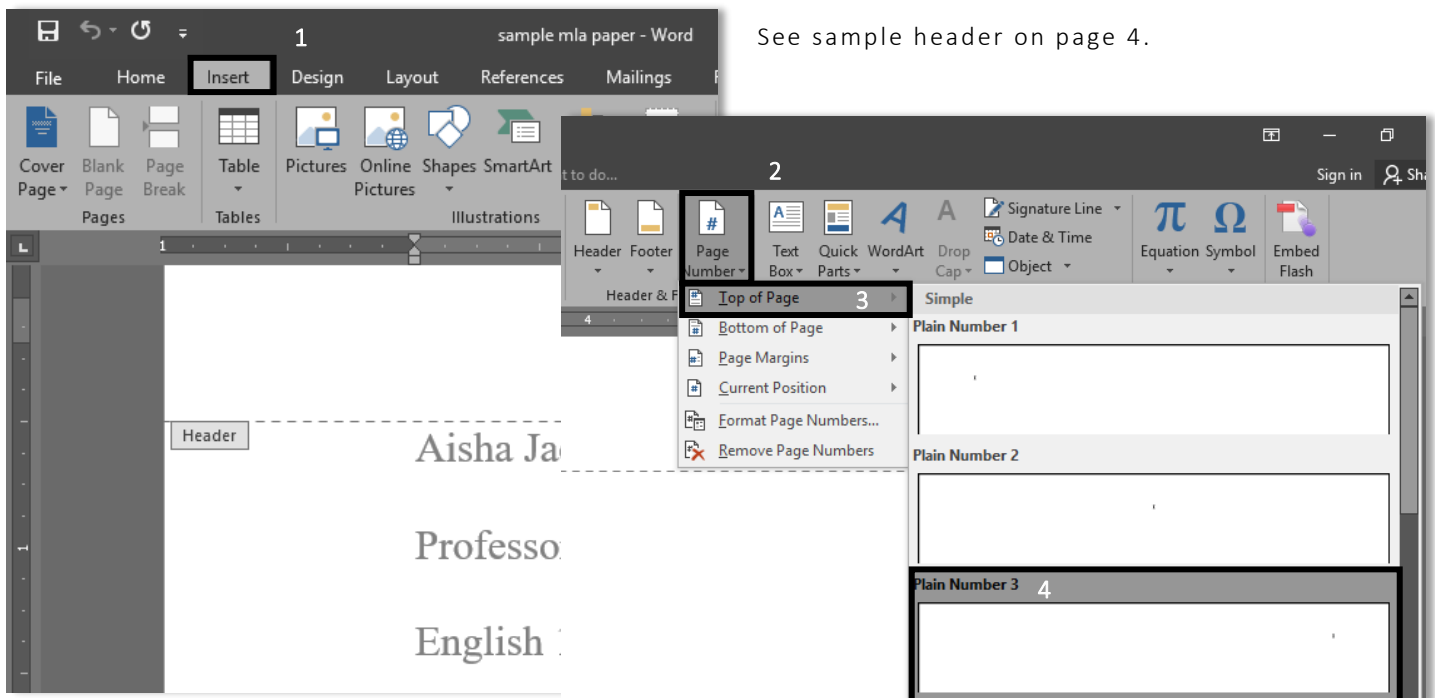 1
sample mla paper - Word
See sample header on page 4.
File Home Insert Design Layout References Mailings
Cover Page
Blank Page
Page Break
Table
Pictures
Online Pictures
Shapes
SmartArt
Pages
Tables
Illustrations
L
1
Header
Aisha
English
1
2
t to do...
Sign in
Header
Footer
Page Number
Text Box
Quick Parts
WordArt
Drop Cap
Signature Line
Date & Time
Object
Equation
Symbol
Embed Flash
Header & F
4
Top of Page 3
Bottom of Page
Page Margins
Current Position
Format Page Numbers...
Remove Page Numbers
Simple
Plain Number 1
Plain Number 2
Plain Number 3 4